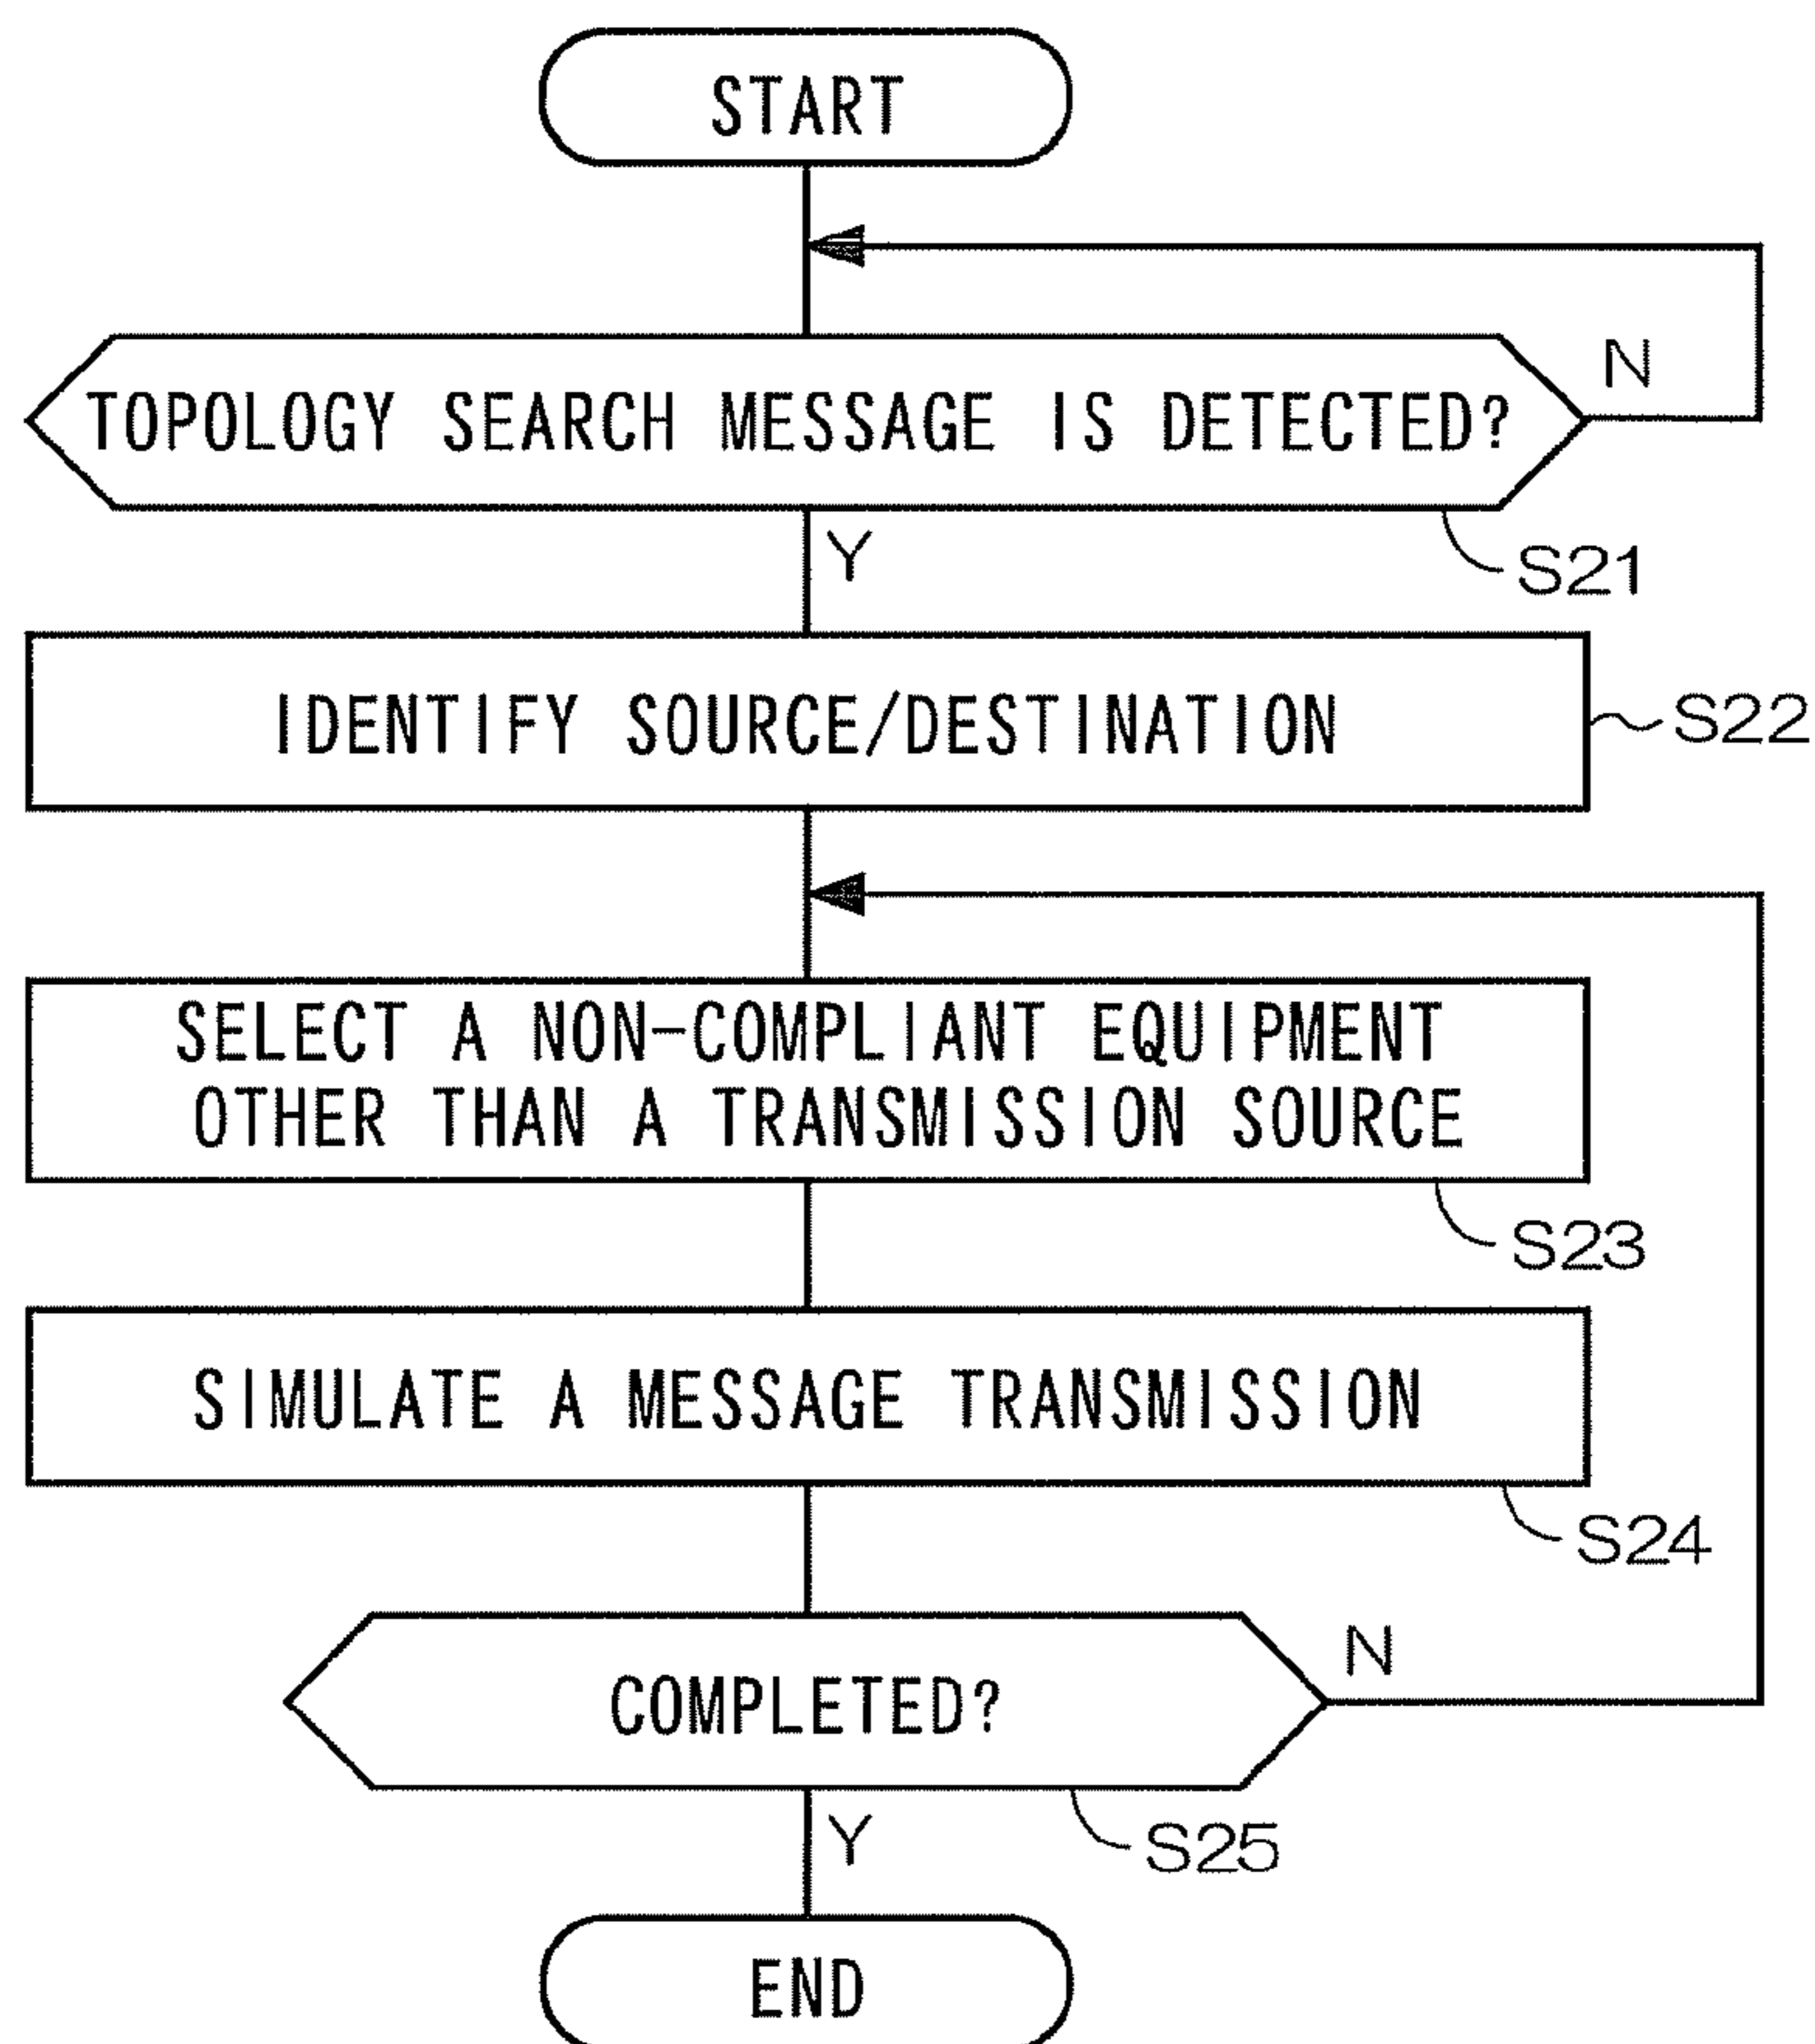 START
N
TOPOLOGY SEARCH MESSAGE IS DETECTED?
Y
S21
IDENTIFY SOURCE/DESTINATION
S22
SELECT A NON-COMPLIANT EQUIPMENT
OTHER THAN A TRANSMISSION SOURCE
S23
SIMULATE A MESSAGE TRANSMISSION
S24
N
COMPLETED?
Y
S25
END